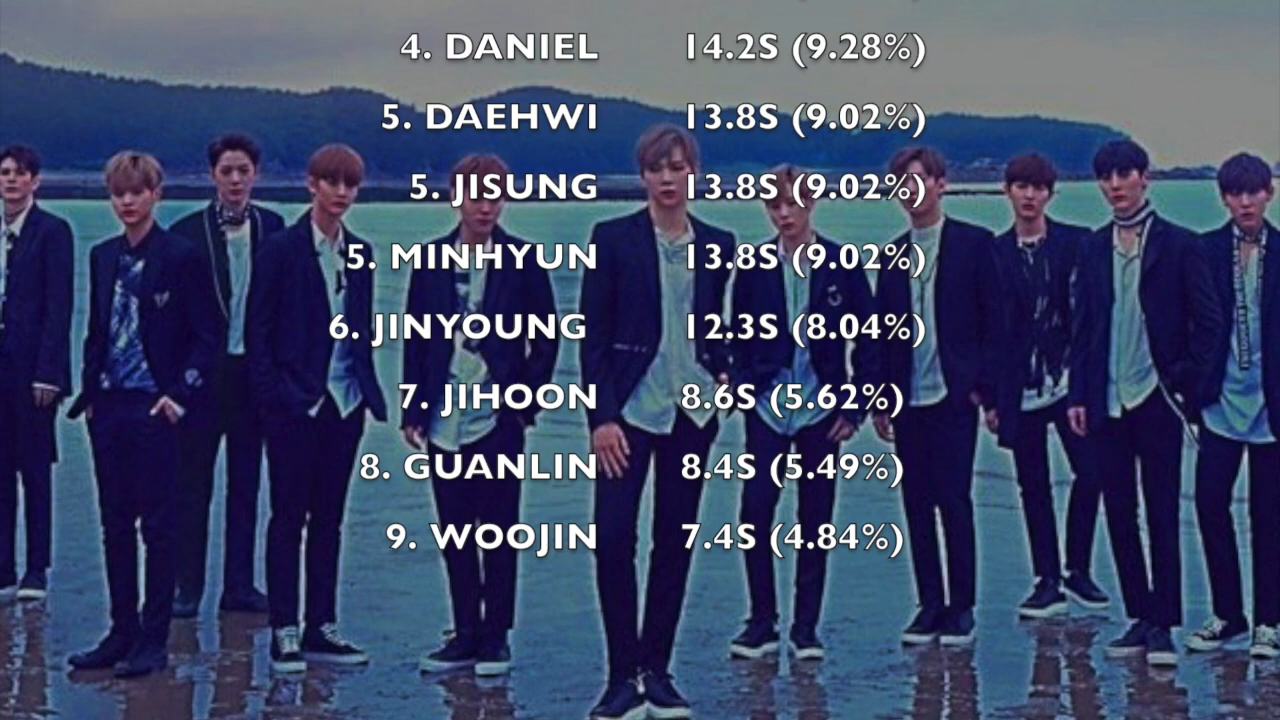 4. DANIEL 14.2S (9.28%)
5. DAEHWI 13.8S (9.02%)
5. JISUNG 13.8S (9.02%)
5. MINHYUN 13.8S (9.02%)
6. JINYOUNG 12.3S (8.04%)
7. JIHOON 8.6S (5.62%)
8. GUANLIN 8.4S (5.49%)
9. WOOJIN 7.4S (4.84%)